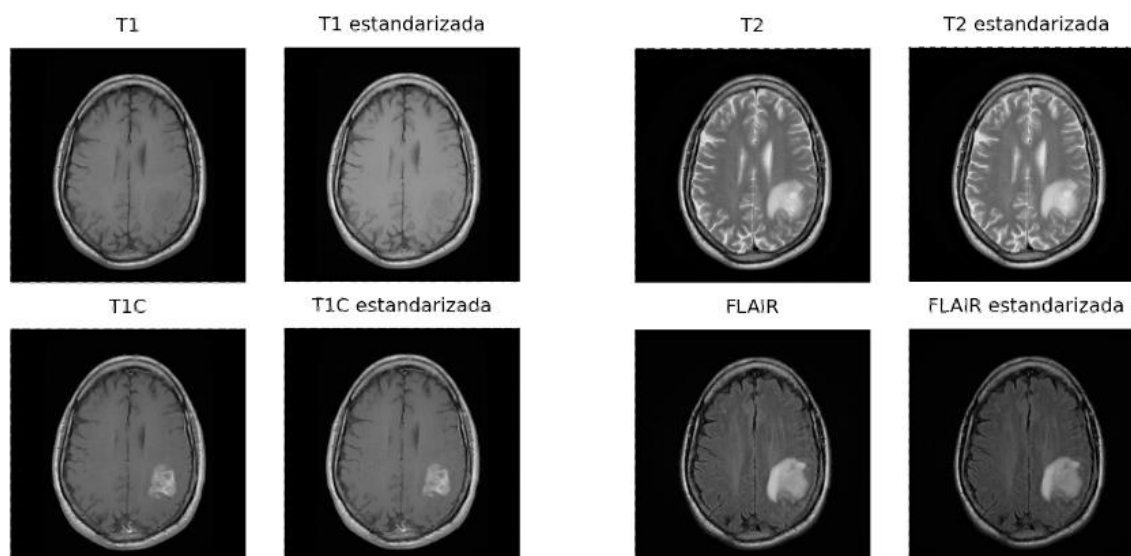 T1
T1 estandarizada
T2
T2 estandarizada
T1C
T1C estandarizada
FLAIR
FLAIR estandarizada